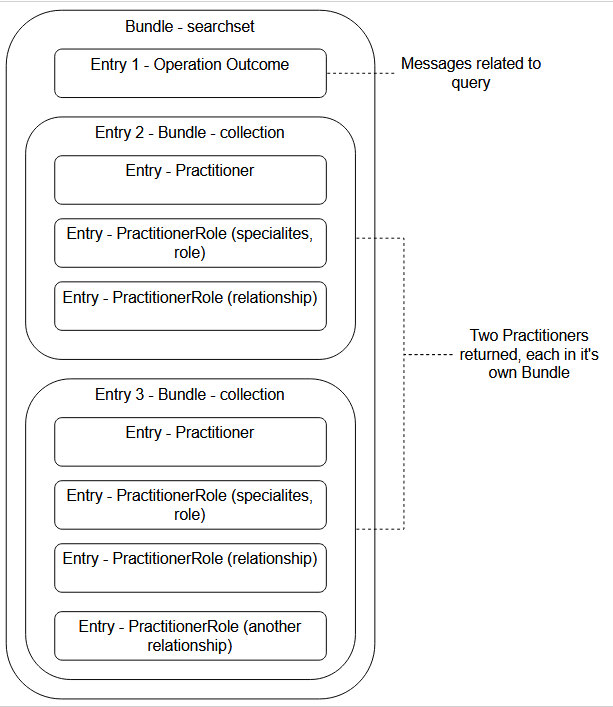 Bundle - searchset
Entry 1 - Operation Outcome
Messages related to
query
Entry 2 - Bundle - collection
Entry - Practitioner
Entry - PractitionerRole (specialites,
role)
Entry - PractitionerRole (relationship)
Two Practitioners
returned, each in it's
own Bundle
Entry 3 - Bundle - collection
Entry - Practitioner
Entry - PractitionerRole (specialites,
role)
Entry - PractitionerRole (relationship)
Entry - PractitionerRole (another
relationship)